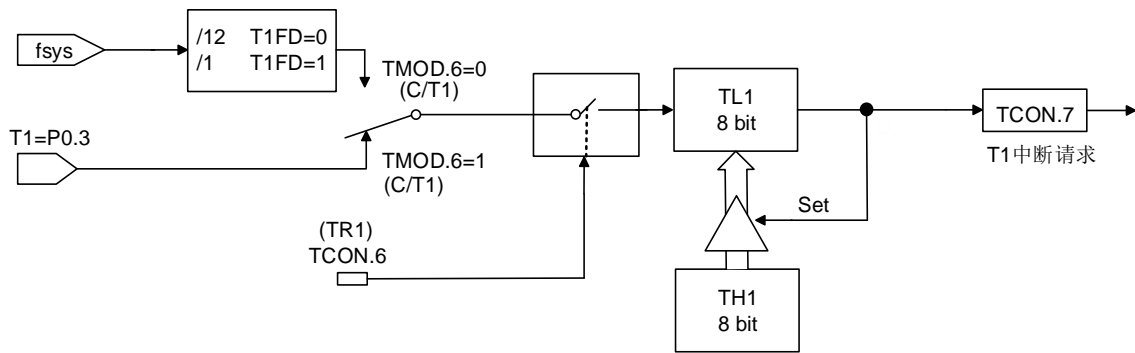 fsys
/12 T1FD=0
/1 T1FD=1
TMOD.6=0
(C/T1)
T1=P0.3
TMOD.6=1
(C/T1)
(TR1)
TCON.6
TL1
8 bit
TCON.7
T1中断请求
Set
TH1
8 bit